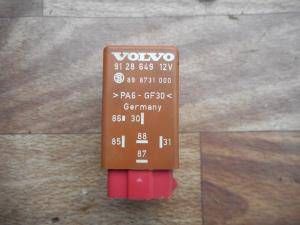 VOLVO
91 28 649 12V
89 8731 000
>PA6-GF30<
Germany
86 30
85 88 31
87